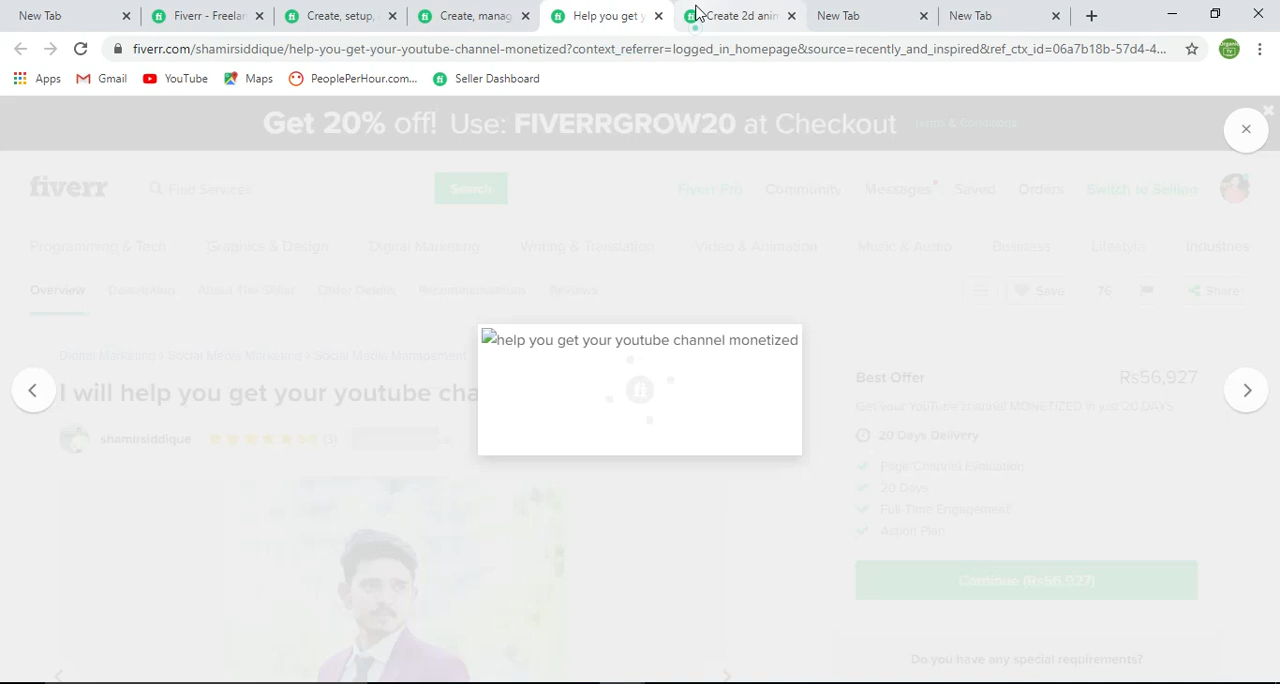 New Tab
Fiverr - Freelan
Create, setup,
Create, manag
Help you get y
Create 2d anim
New Tab
New Tab
fiverr.com/shamirsiddique/help-you-get-your-youtube-channel-monetized?context_referrer=logged_in_homepage&source=recently_and_inspired&ref_ctx_id=06a7b18b-57d4-4...
Apps
Gmail
YouTube
Maps
PeoplePerHour.com...
Seller Dashboard
Get 20% off! Use: FIVERRGROW20 at Checkout
Terms & Conditions
fiverr
Find Services
Search
Fiverr Pro
Community
Messages
Saved
Orders
Switch to Selling
Programming & Tech
Graphics & Design
Digital Marketing
Writing & Translation
Video & Animation
Music & Audio
Business
Lifestyle
Industries
Overview
Description
About The Seller
Order Details
Recommendations
Reviews
Save
76
Share
help you get your youtube channel monetized
Digital Marketing > Social Media Marketing > Social Media Management
I will help you get your youtube cha
shamirsiddique
(3)
Best Offer
Rs56,927
Get your YouTube channel MONETIZED in just 20 DAYS
20 Days Delivery
Page/Channel Evaluation
20 Days
Full-Time Engagement
Action Plan
Continue (Rs56,927)
Do you have any special requirements?